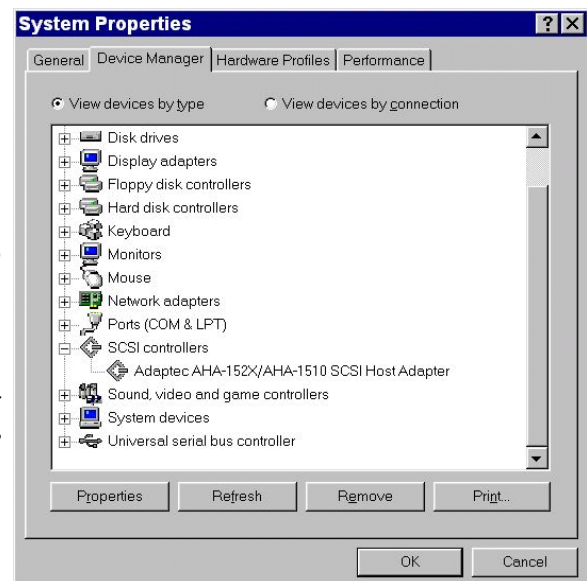 System Properties
General Device Manager Hardware Profiles Performance
View devices by type View devices by connection
Disk drives
Display adapters
Floppy disk controllers
Hard disk controllers
Keyboard
Monitors
Mouse
Network adapters
Ports (COM & LPT)
SCSI controllers
Adaptec AHA-152X/AHA-1510 SCSI Host Adapter
Sound, video and game controllers
System devices
Universal serial bus controller
Properties Refresh Remove Print...
OK Cancel